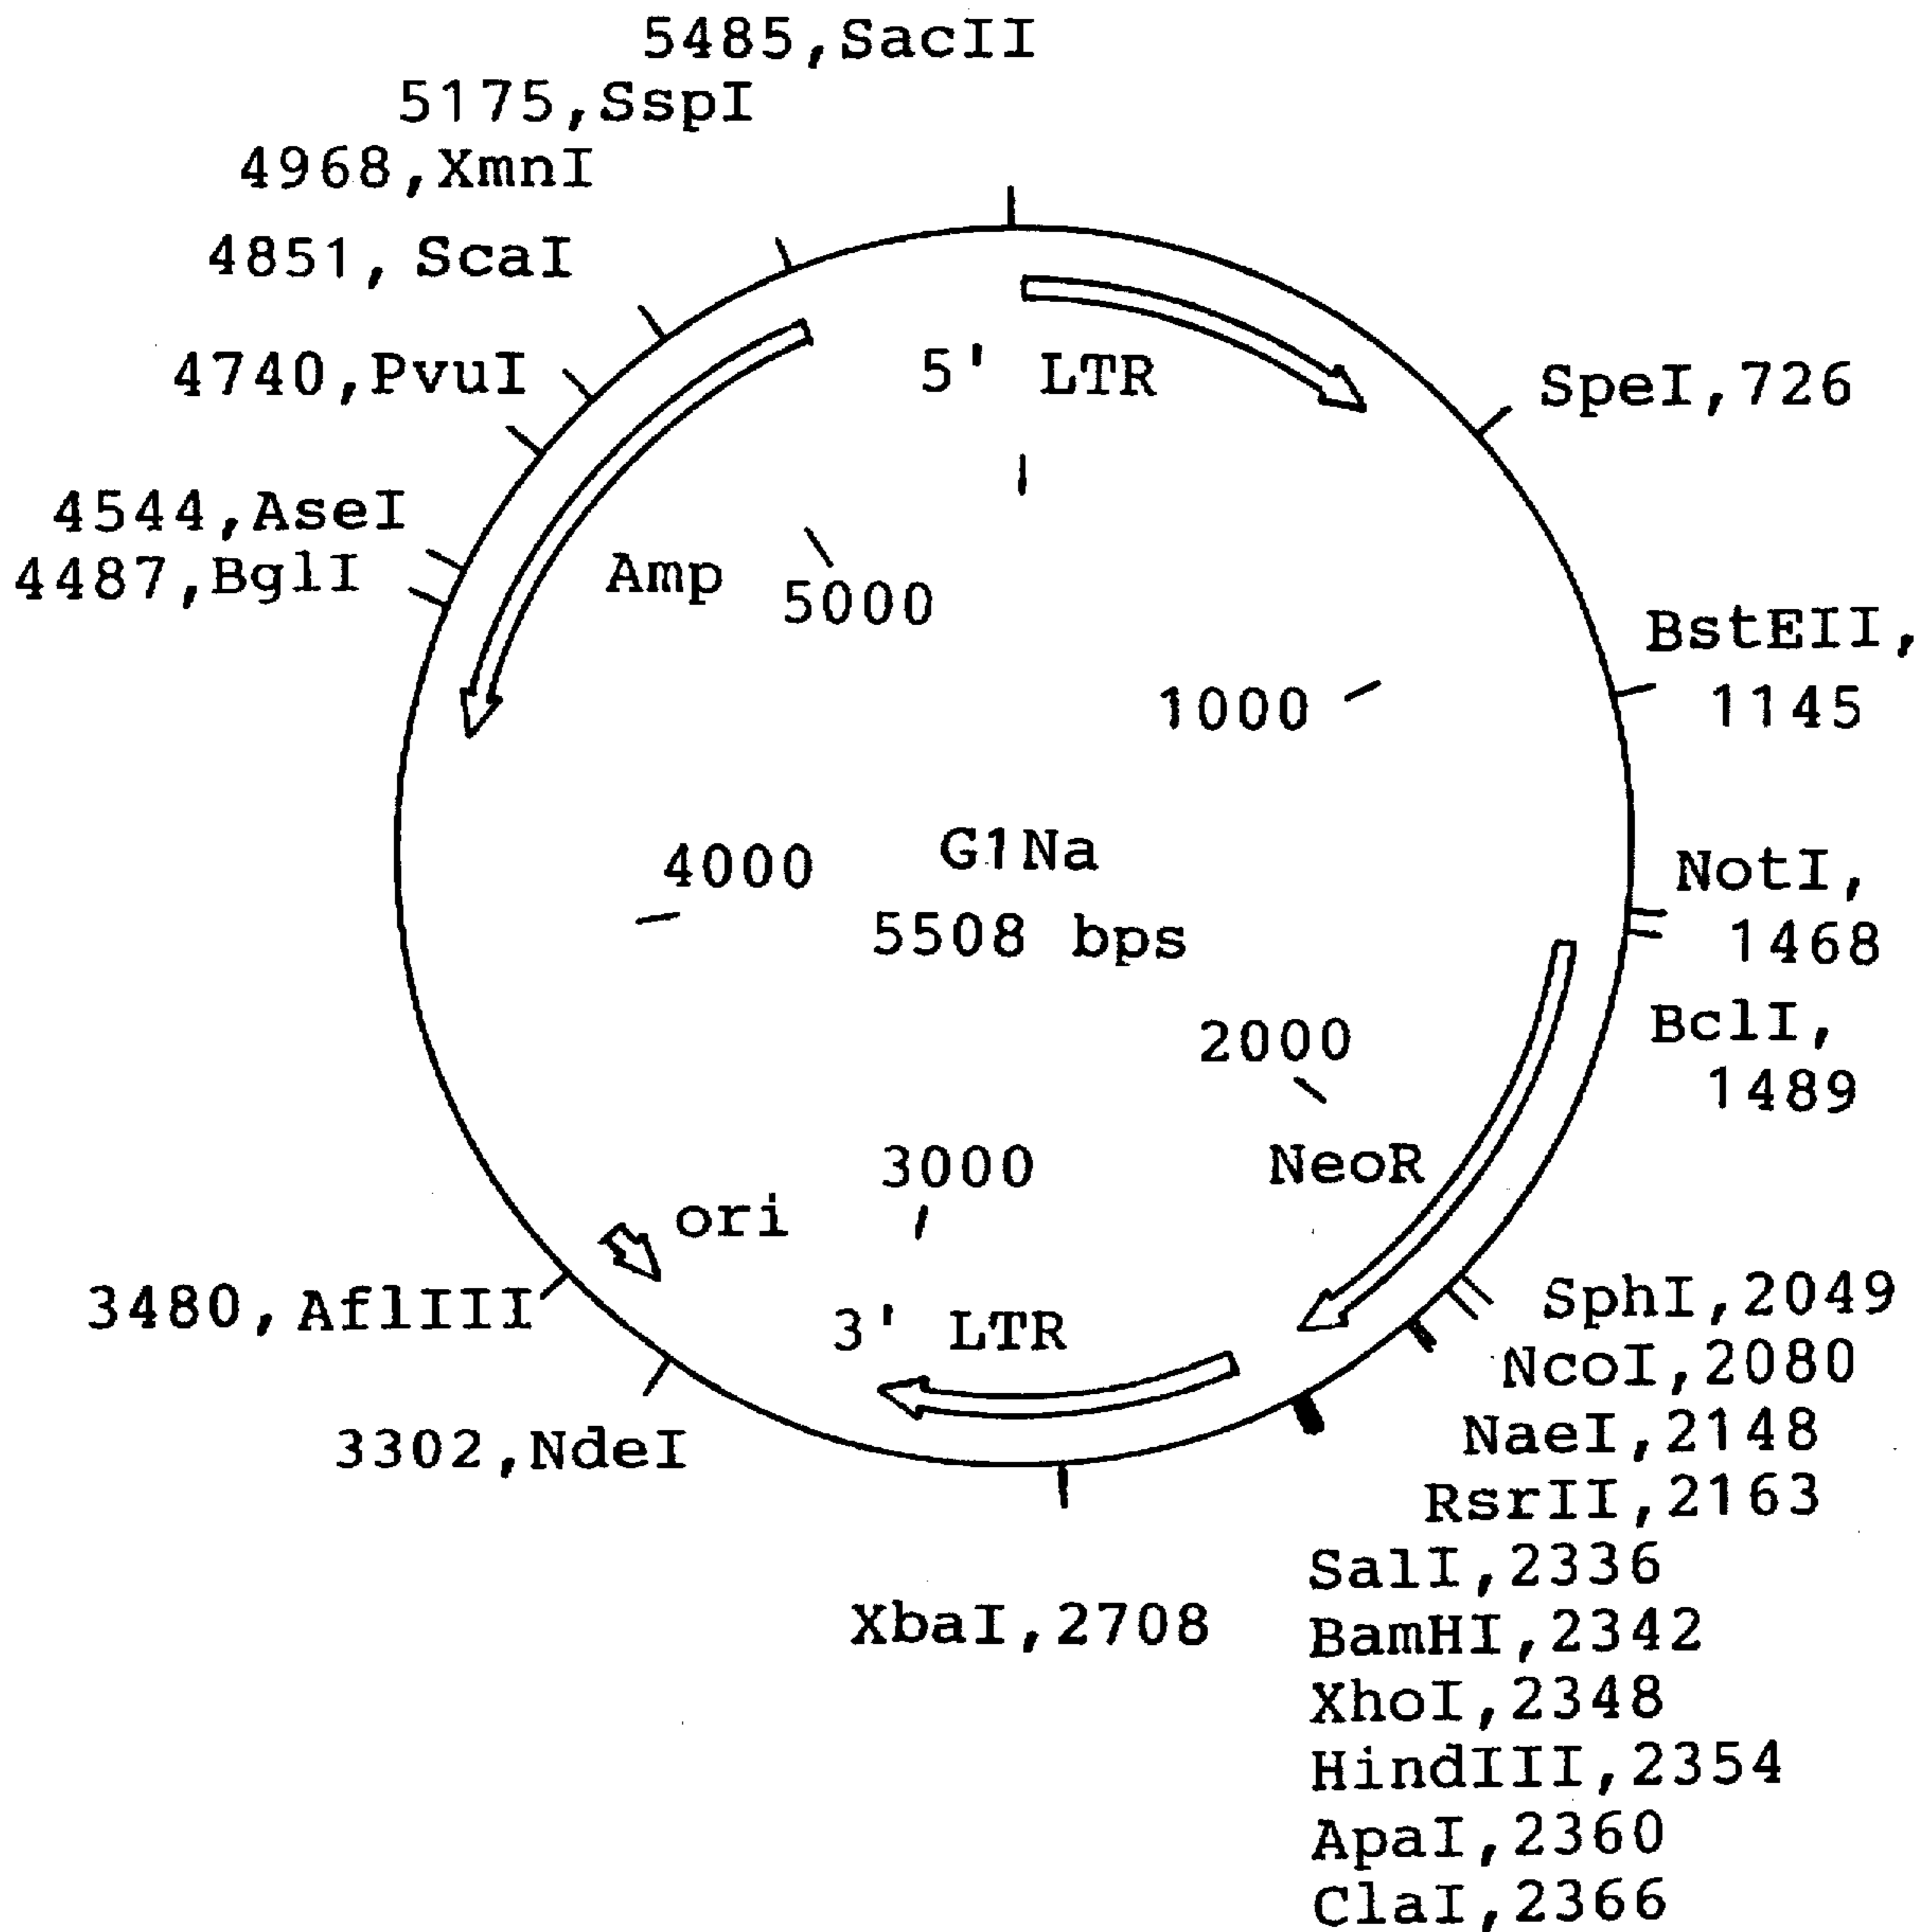 5485,SacII
5175,SspI
4968,XmnI
4851, ScaI
4740,PvuI
4544,AseI
4487,BglI
5' LTR
SpeI,726
Amp
5000
BstEII,
1145
1000
4000
G1Na
5508 bps
NotI,
1468
BclI,
1489
2000
NeoR
3000
ori
3' LTR
3480,AflIII
3302,NdeI
XbaI,2708
SphI,2049
NcoI,2080
NaeI,2148
RsrII,2163
SalI,2336
BamHI,2342
XhoI,2348
HindIII,2354
ApaI,2360
ClaI,2366